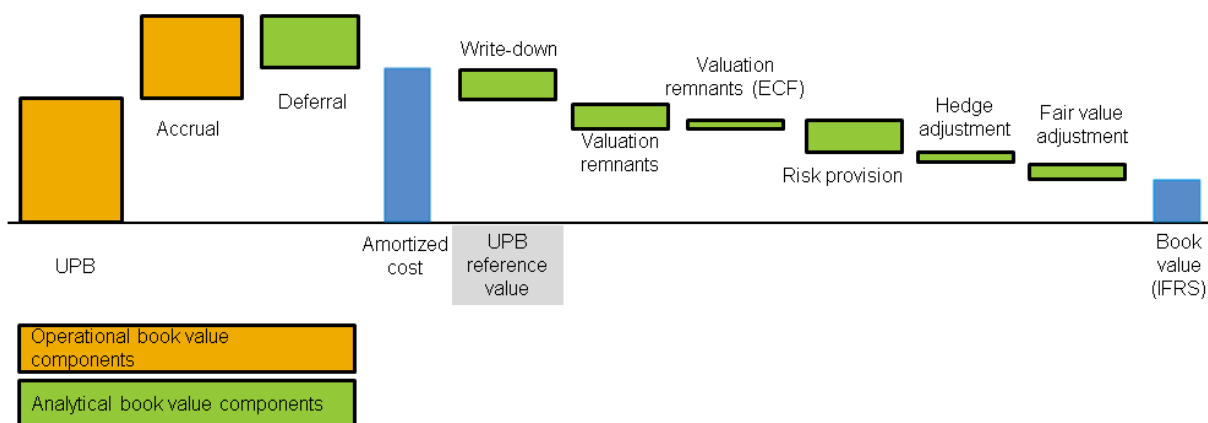 Write-down
Valuation
remnants (ECF)
Hedge
adjustment
Fair value
adjustment
Deferral
Accrual
Valuation
remnants
Risk provision
UPB
Amortized
cost
UPB
reference
value
Book
value
(IFRS)
Operational book value
components
Analytical book value components